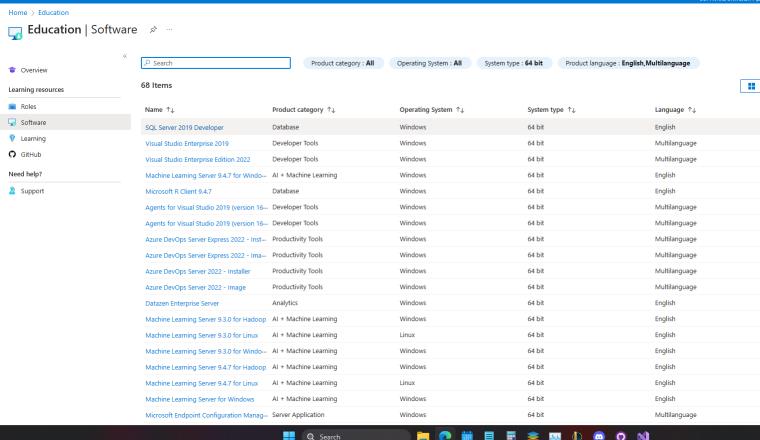 Home > Education
Education | Software
Search
Product category : All
Operating System : All
System type : 64 bit
Product language : English,Multilanguage
Overview
Learning resources
Roles
Software
Learning
GitHub
Need help?
Support
68 Items
Name ↑↓ Product category ↑↓ Operating System ↑↓ System type ↑↓ Language ↑↓
SQL Server 2019 Developer Database Windows 64 bit English
Visual Studio Enterprise 2019 Developer Tools Windows 64 bit Multilanguage
Visual Studio Enterprise Edition 2022 Developer Tools Windows 64 bit Multilanguage
Machine Learning Server 9.4.7 for Windo... AI + Machine Learning Windows 64 bit English
Microsoft R Client 9.4.7 Database Windows 64 bit English
Agents for Visual Studio 2019 (version 16... Developer Tools Windows 64 bit Multilanguage
Agents for Visual Studio 2019 (version 16... Developer Tools Windows 64 bit Multilanguage
Azure DevOps Server Express 2022 - Inst... Productivity Tools Windows 64 bit Multilanguage
Azure DevOps Server Express 2022 - Ima... Productivity Tools Windows 64 bit Multilanguage
Azure DevOps Server 2022 - Installer Productivity Tools Windows 64 bit Multilanguage
Azure DevOps Server 2022 - Image Productivity Tools Windows 64 bit Multilanguage
Datazen Enterprise Server Analytics Windows 64 bit English
Machine Learning Server 9.3.0 for Hadoop AI + Machine Learning Windows 64 bit English
Machine Learning Server 9.3.0 for Linux AI + Machine Learning Linux 64 bit English
Machine Learning Server 9.3.0 for Windo... AI + Machine Learning Windows 64 bit English
Machine Learning Server 9.4.7 for Hadoop AI + Machine Learning Windows 64 bit English
Machine Learning Server 9.4.7 for Linux AI + Machine Learning Linux 64 bit English
Machine Learning Server for Windows AI + Machine Learning Windows 64 bit English
Microsoft Endpoint Configuration Manag... Server Application Windows 64 bit Multilanguage
Search